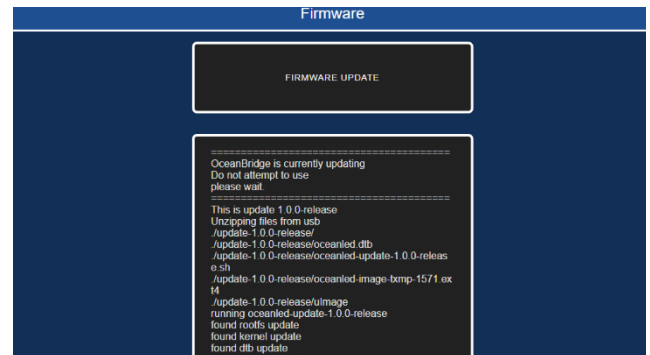 Firmware
FIRMWARE UPDATE
========================================
OceanBridge is currently updating
Do not attempt to use
please wait.
========================================
This is update 1.0.0-release
Unzipping files from usb
./update-1.0.0-release/
./update-1.0.0-release/oceanled.dtb
./update-1.0.0-release/oceanled-update-1.0.0-releas
e.sh
./update-1.0.0-release/oceanled-image-txmp-1571.ex
t4
./update-1.0.0-release/uImage
running oceanled-update-1.0.0-release
found rootfs update
found kernel update
found dtb update